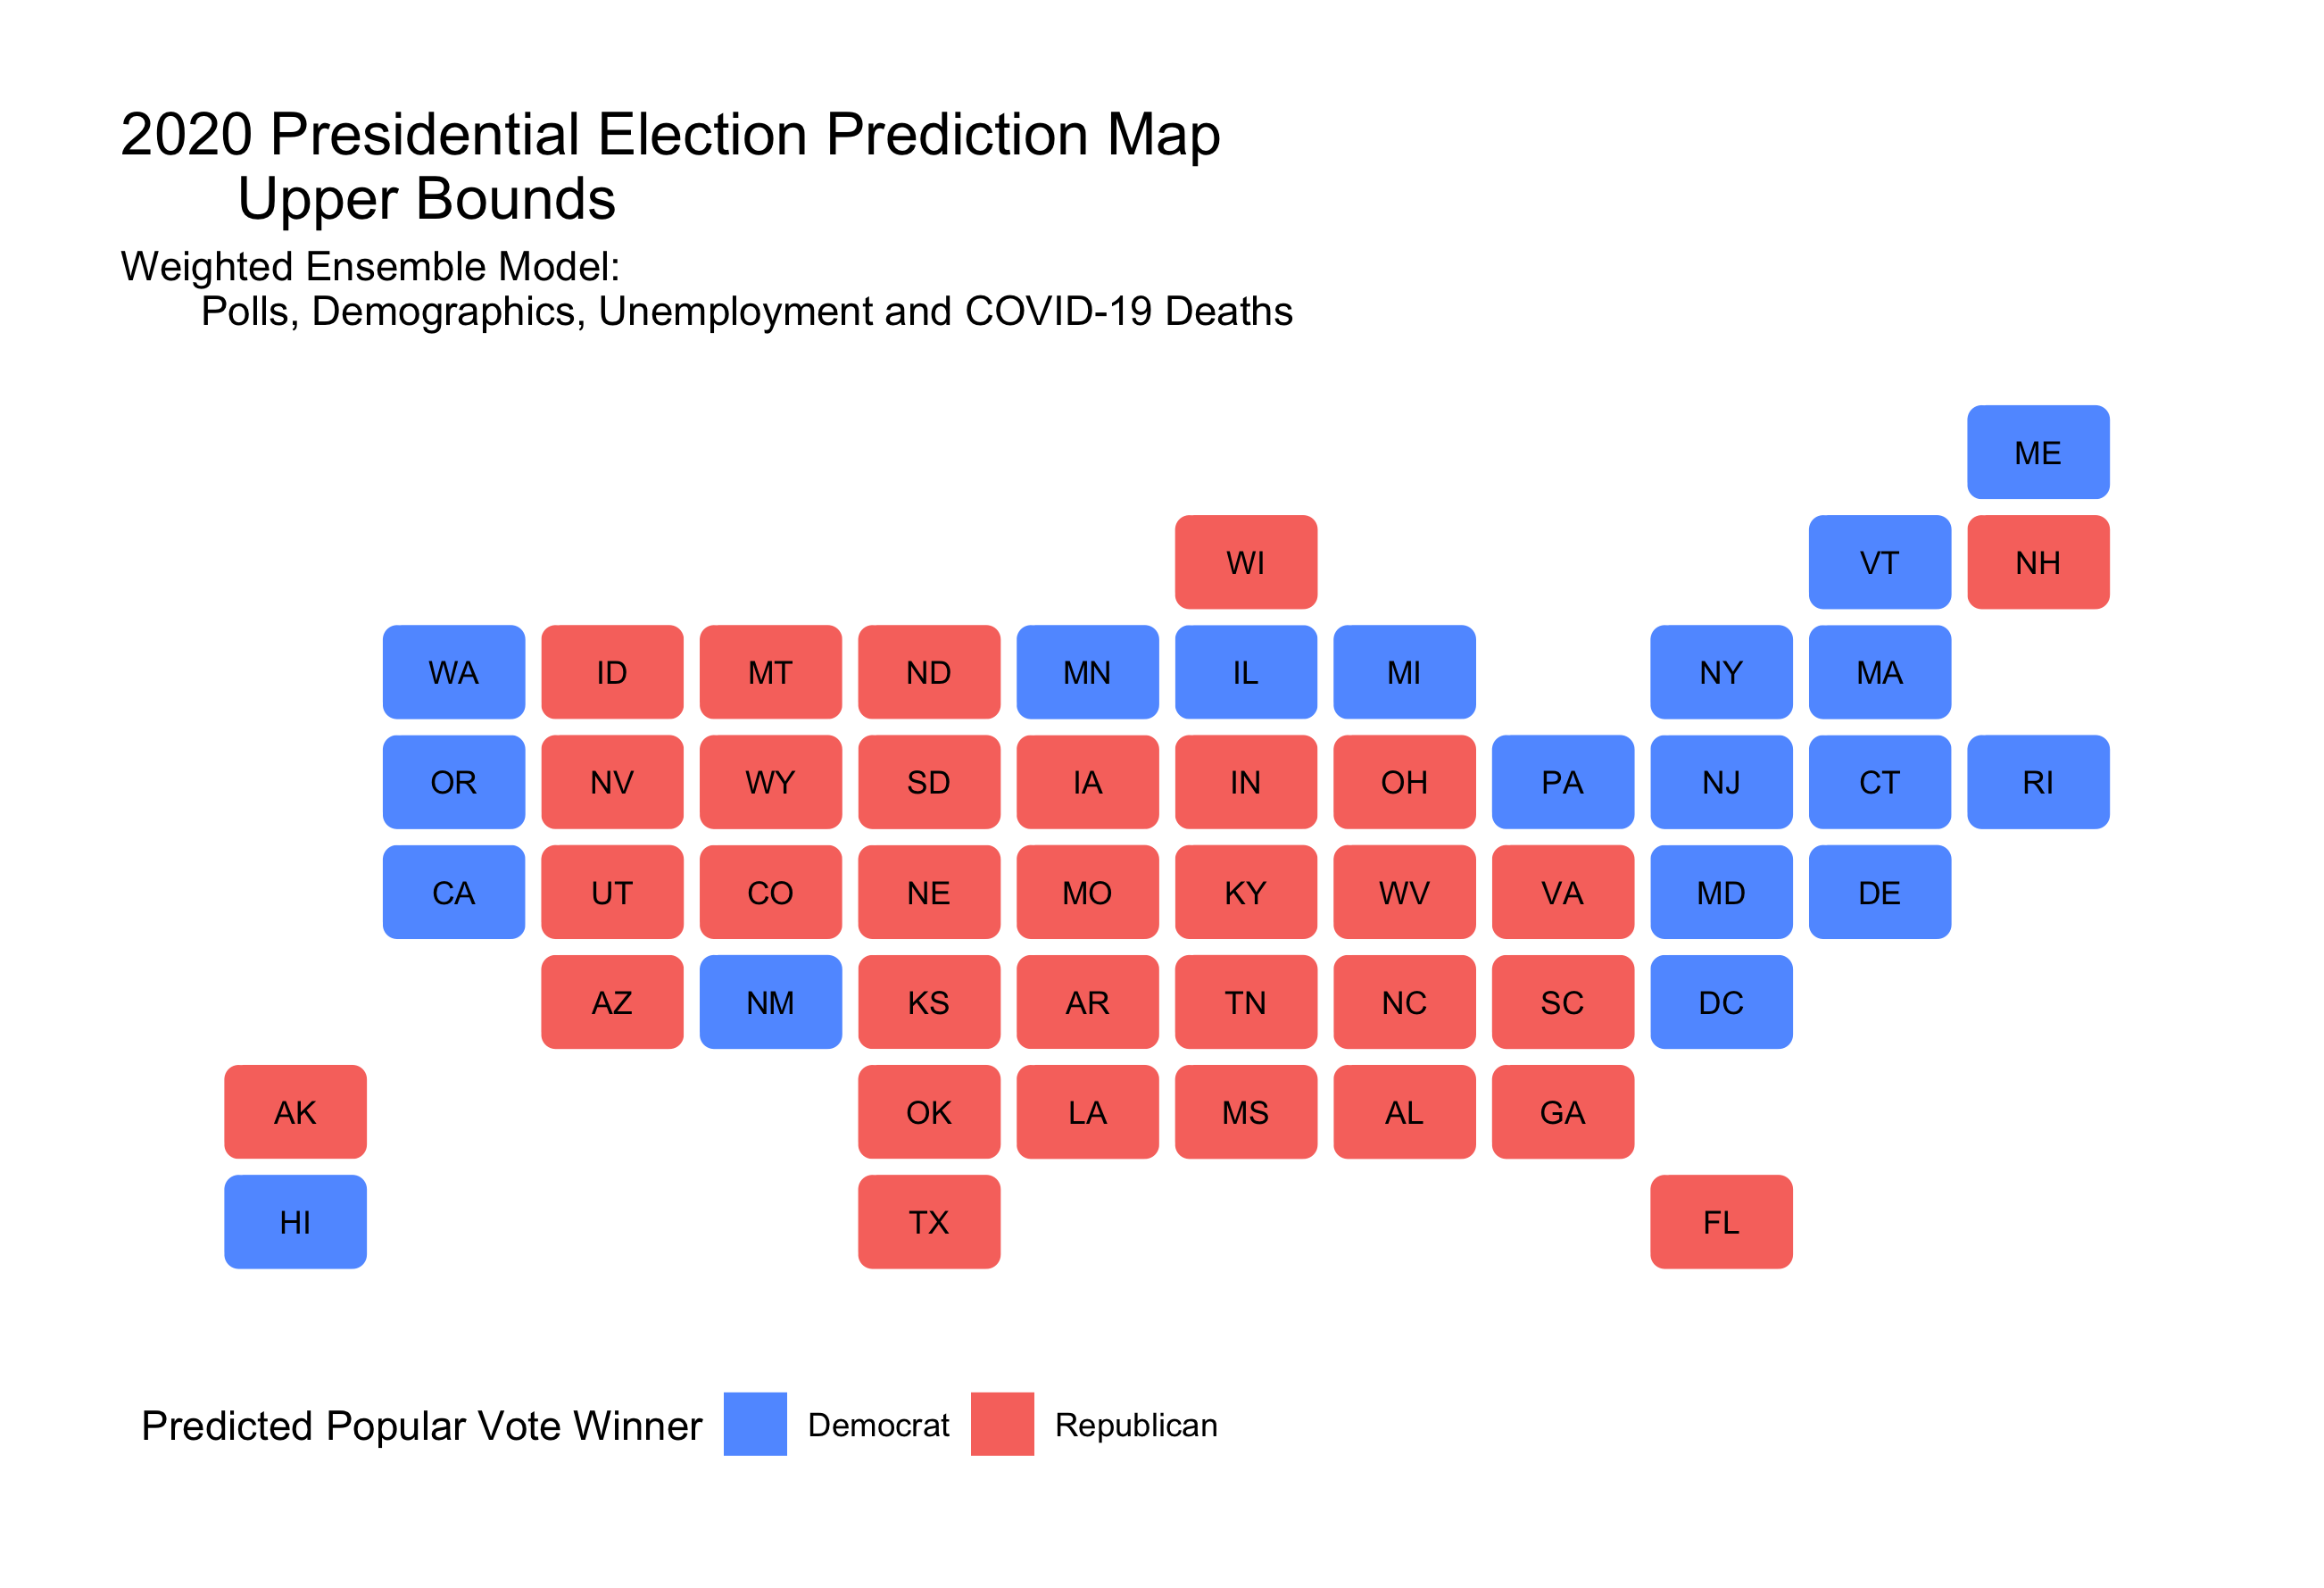 2020 Presidential Election Prediction Map
Upper Bounds
Weighted Ensemble Model:
Polls, Demographics, Unemployment and COVID-19 Deaths
ME
WI VT NH
WA ID MT ND MN IL MI NY MA
OR NV WY SD IA IN OH PA NJ CT RI
CA UT CO NE MO KY WV VA MD DE
AZ NM KS AR TN NC SC DC
AK OK LA MS AL GA
HI TX FL
Predicted Popular Vote Winner Democrat Republican